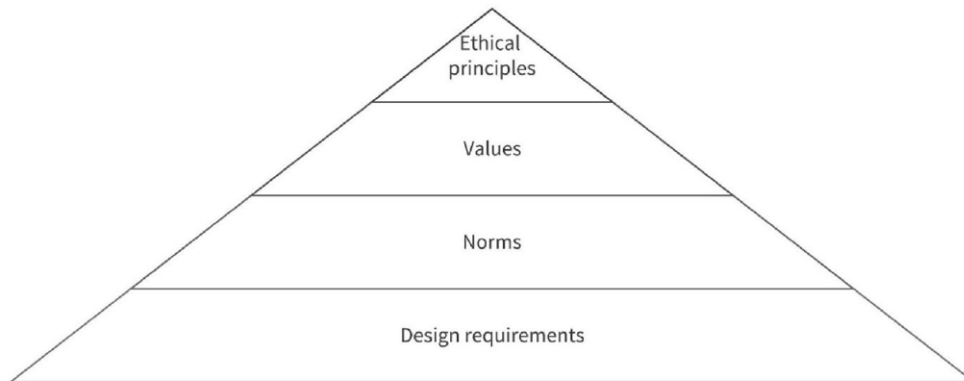 Ethical
principles
Values
Norms
Design requirements